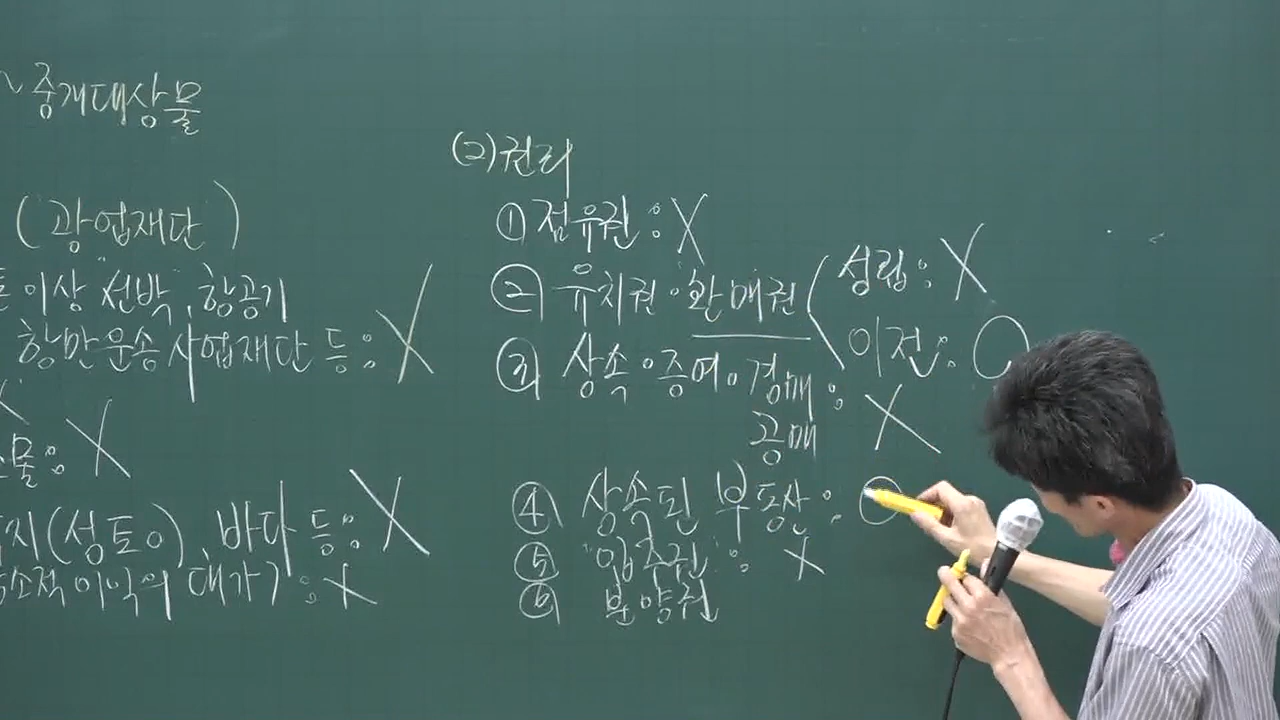 ~중개대상물
(광업재단)
톤 이상 선박, 항공기
항만운송사업재단 등: X
X
물: X
지(성토ㅇ) 바다 등: X
소적 이익의 대가): X
(2)권리
① 점유권: X
② 유치권·환매권
성립: X
이전: O
③ 상속·증여·경매
공매: X
④ 상속된 부동산: O
⑤ 입주권: X
⑥ 분양권